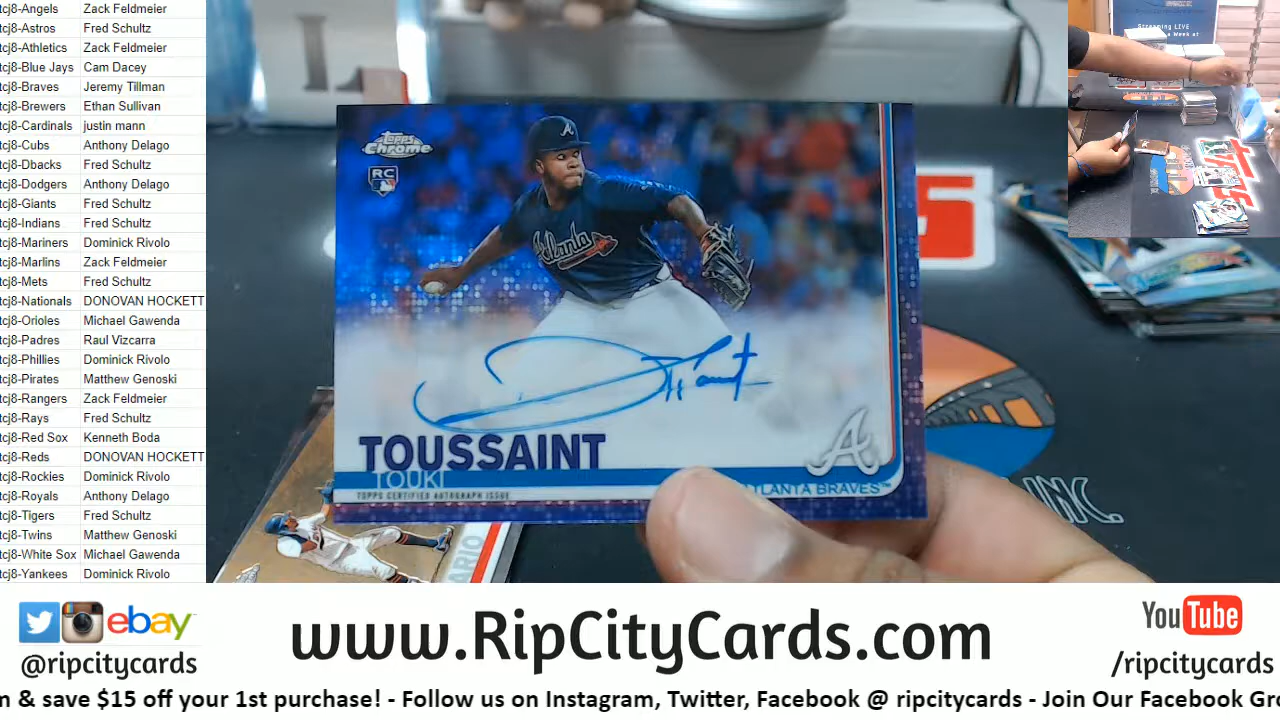 tcj8-Angels Zack Feldmeier
tcj8-Astros Fred Schultz
tcj8-Athletics Zack Feldmeier
tcj8-Blue Jays Cam Dacey
tcj8-Braves Jeremy Tillman
tcj8-Brewers Ethan Sullivan
tcj8-Cardinals justin mann
tcj8-Cubs Anthony Delago
tcj8-Dbacks Fred Schultz
tcj8-Dodgers Anthony Delago
tcj8-Giants Fred Schultz
tcj8-Indians Fred Schultz
tcj8-Mariners Dominick Rivolo
tcj8-Marlins Zack Feldmeier
tcj8-Mets Fred Schultz
tcj8-Nationals DONOVAN HOCKETT
tcj8-Orioles Michael Gawenda
tcj8-Padres Raul Vizcarra
tcj8-Phillies Dominick Rivolo
tcj8-Pirates Matthew Genoski
tcj8-Rangers Zack Feldmeier
tcj8-Rays Fred Schultz
tcj8-Red Sox Kenneth Boda
tcj8-Reds DONOVAN HOCKETT
tcj8-Rockies Dominick Rivolo
tcj8-Royals Anthony Delago
tcj8-Tigers Fred Schultz
tcj8-Twins Matthew Genoski
tcj8-White Sox Michael Gawenda
tcj8-Yankees Dominick Rivolo
Topps
Chrome
RC
A
Atlanta
TOUSSAINT
TOUKI
TOPPS CERTIFIED AUTOGRAPH ISSUE
A
ATLANTA BRAVES™
INC
Streaming LIVE
ebay
@ripcitycards
www.RipCityCards.com
YouTube
/ripcitycards
m & save $15 off your 1st purchase! - Follow us on Instagram, Twitter, Facebook @ ripcitycards - Join Our Facebook Gr